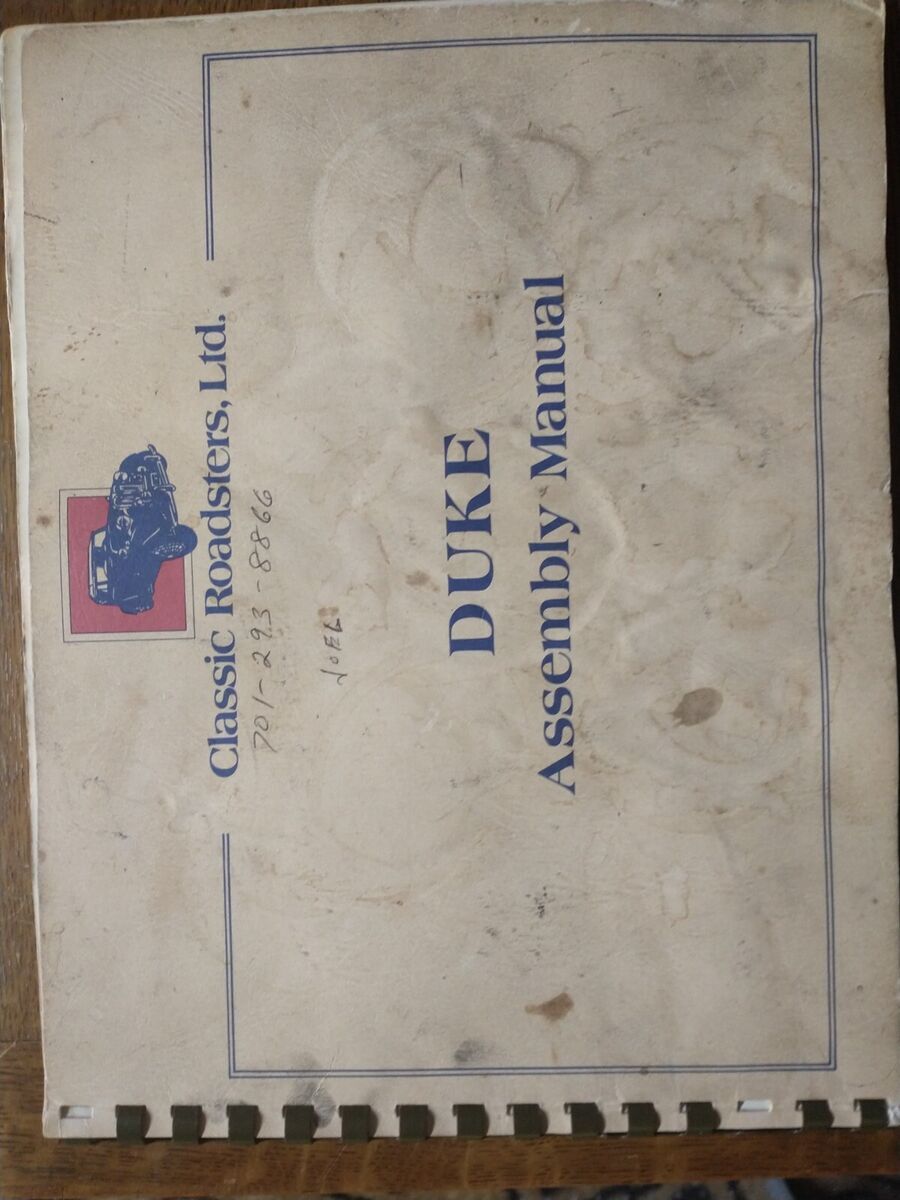 Classic Roadsters, Ltd.
701-293-8866
JOEL
DUKE
Assembly Manual